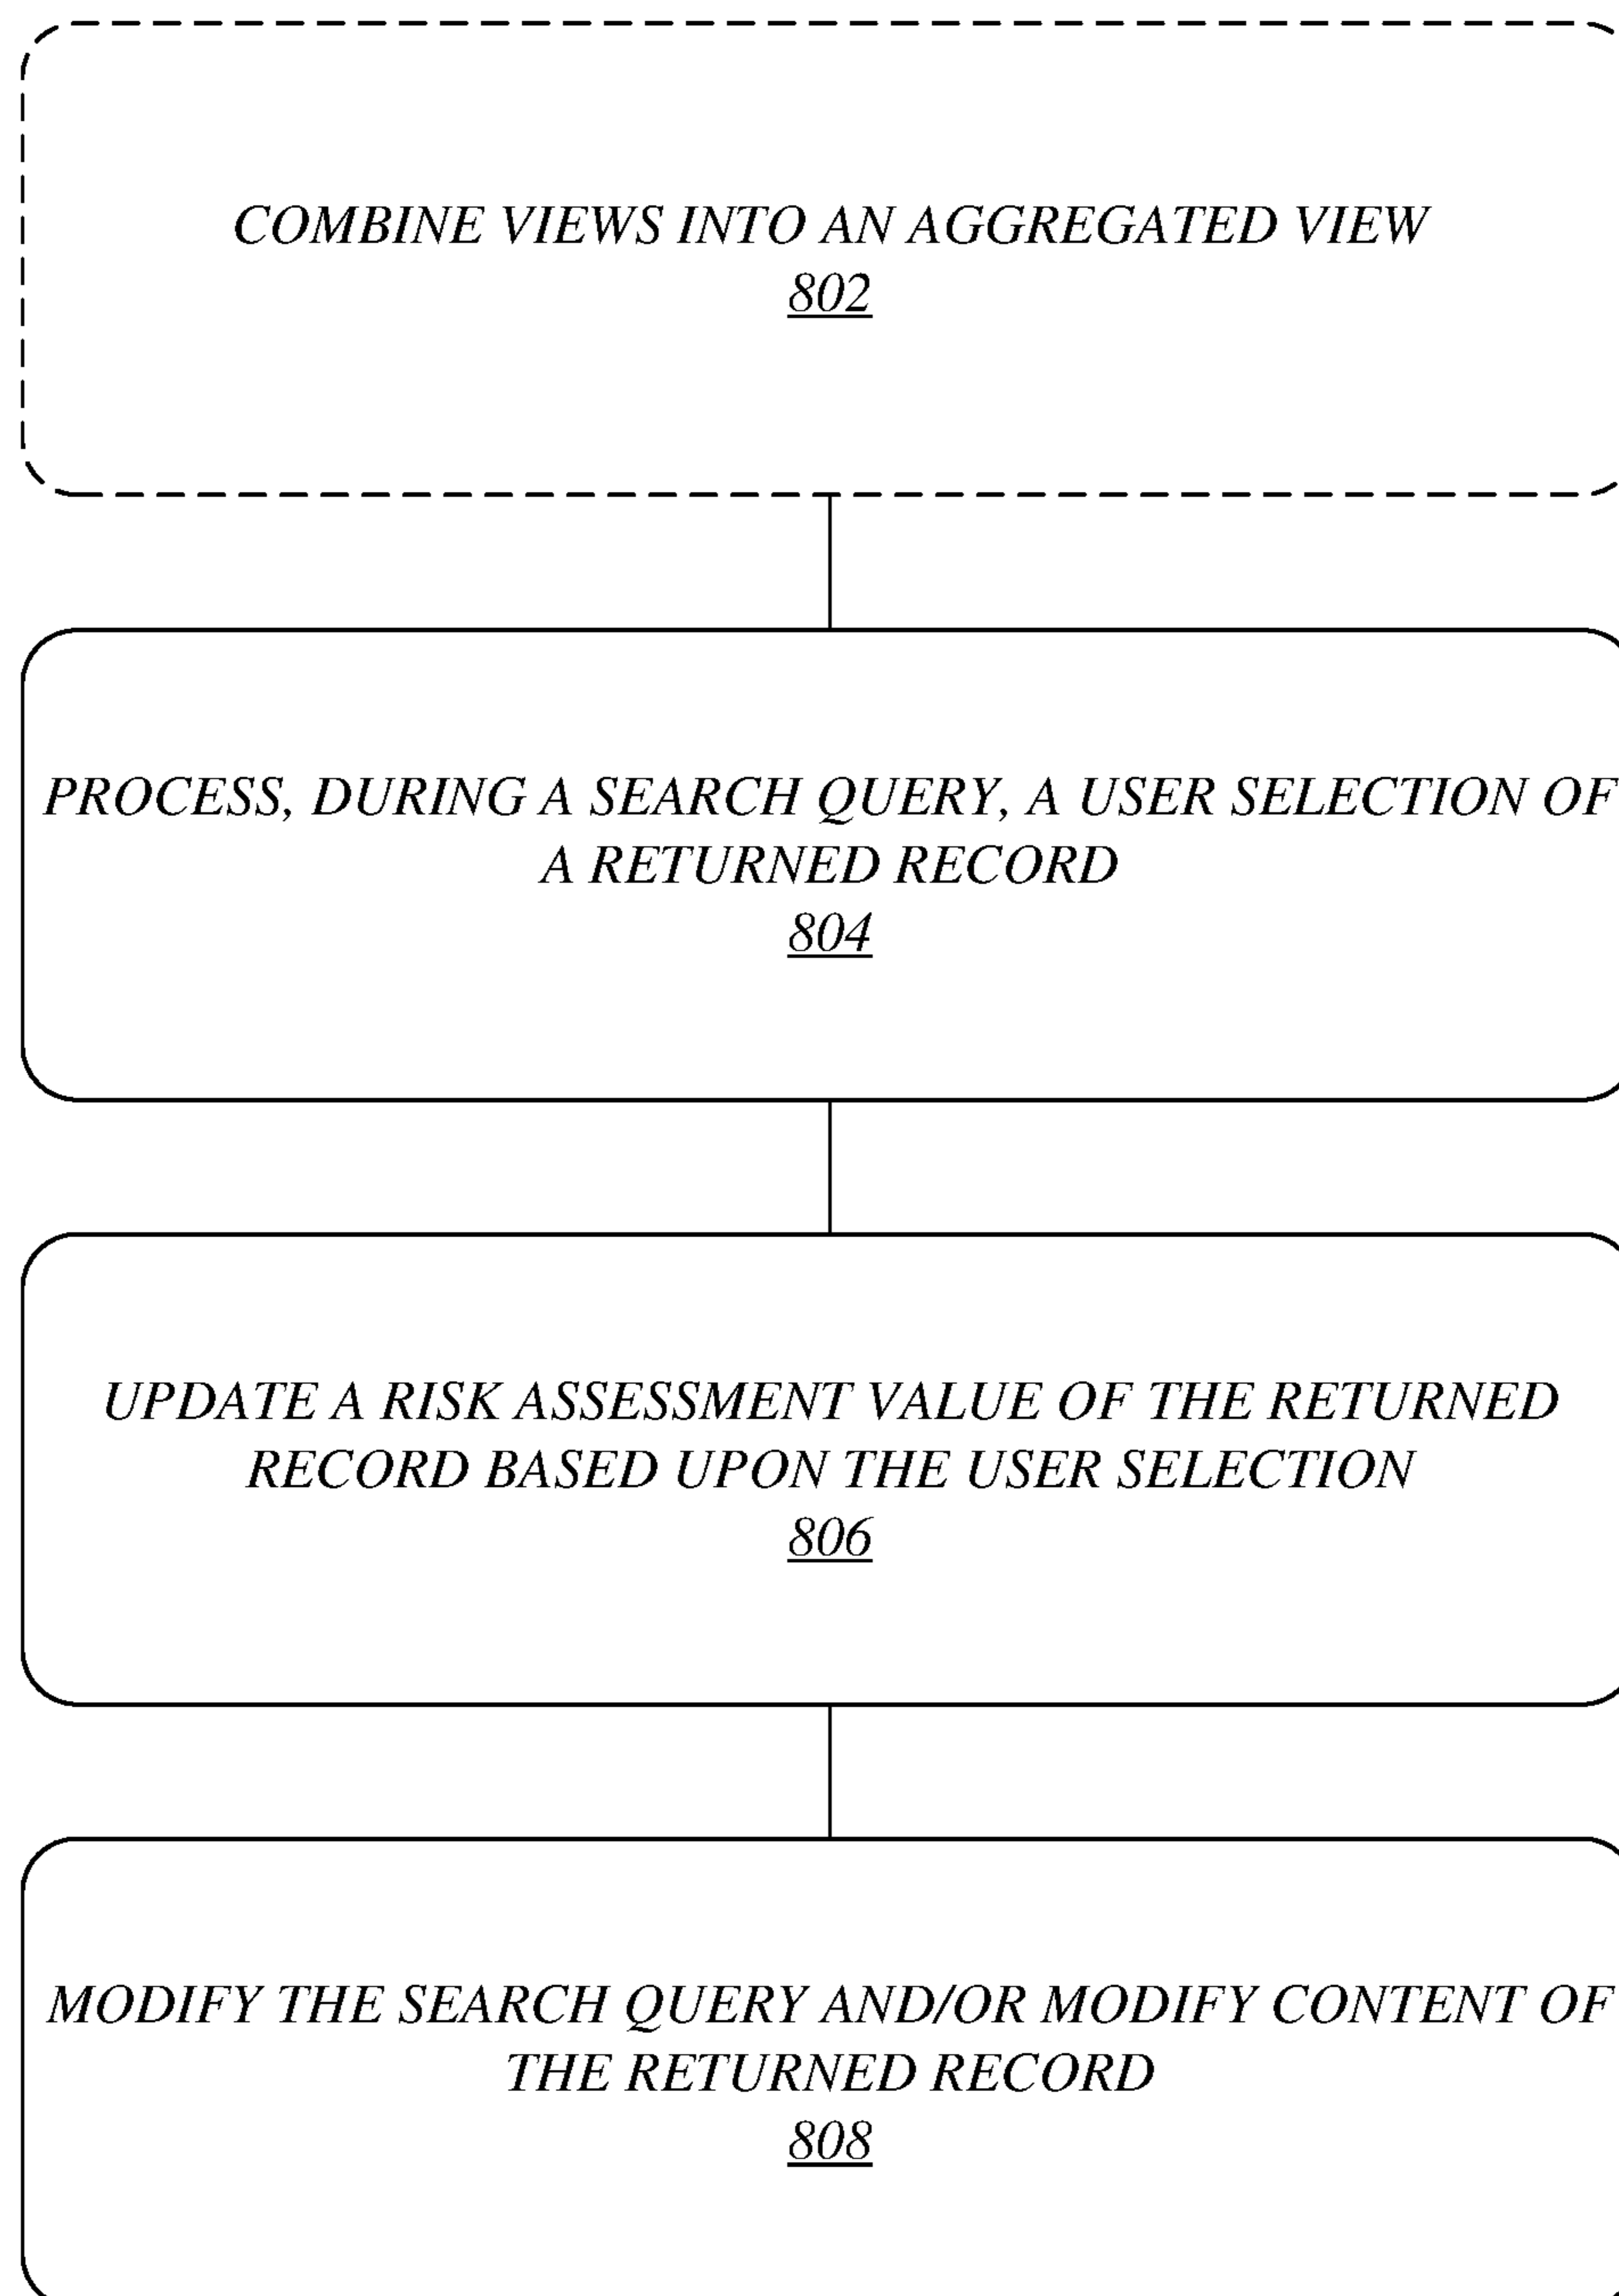 COMBINE VIEWS INTO AN AGGREGATED VIEW
802
PROCESS, DURING A SEARCH QUERY, A USER SELECTION OF
A RETURNED RECORD
804
UPDATE A RISK ASSESSMENT VALUE OF THE RETURNED
RECORD BASED UPON THE USER SELECTION
806
MODIFY THE SEARCH QUERY AND/OR MODIFY CONTENT OF
THE RETURNED RECORD
808